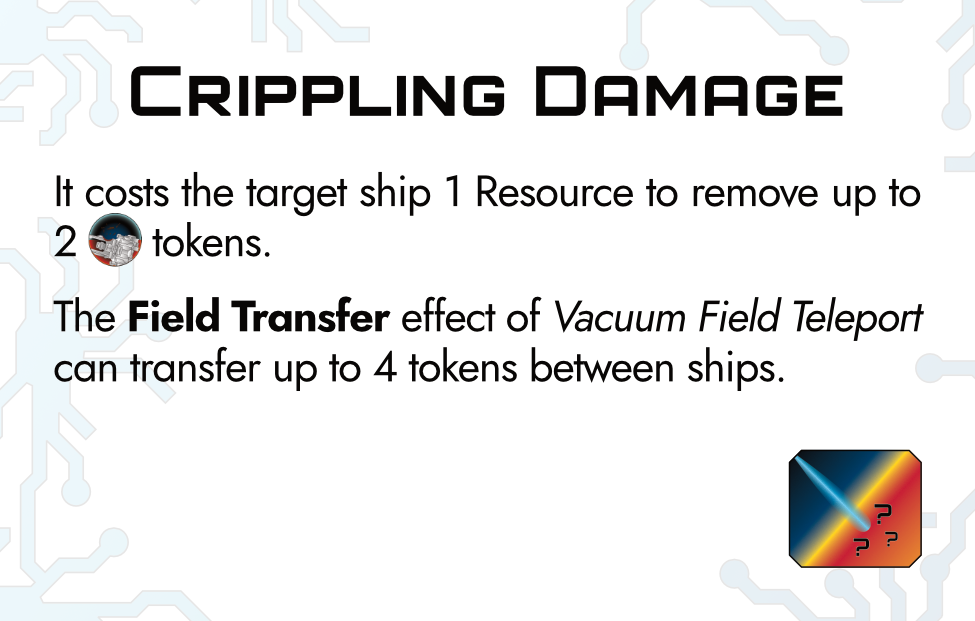 CRIPPLING DAMAGE
It costs the target ship 1 Resource to remove up to
2 tokens.
The Field Transfer effect of Vacuum Field Teleport
can transfer up to 4 tokens between ships.
?
? ?